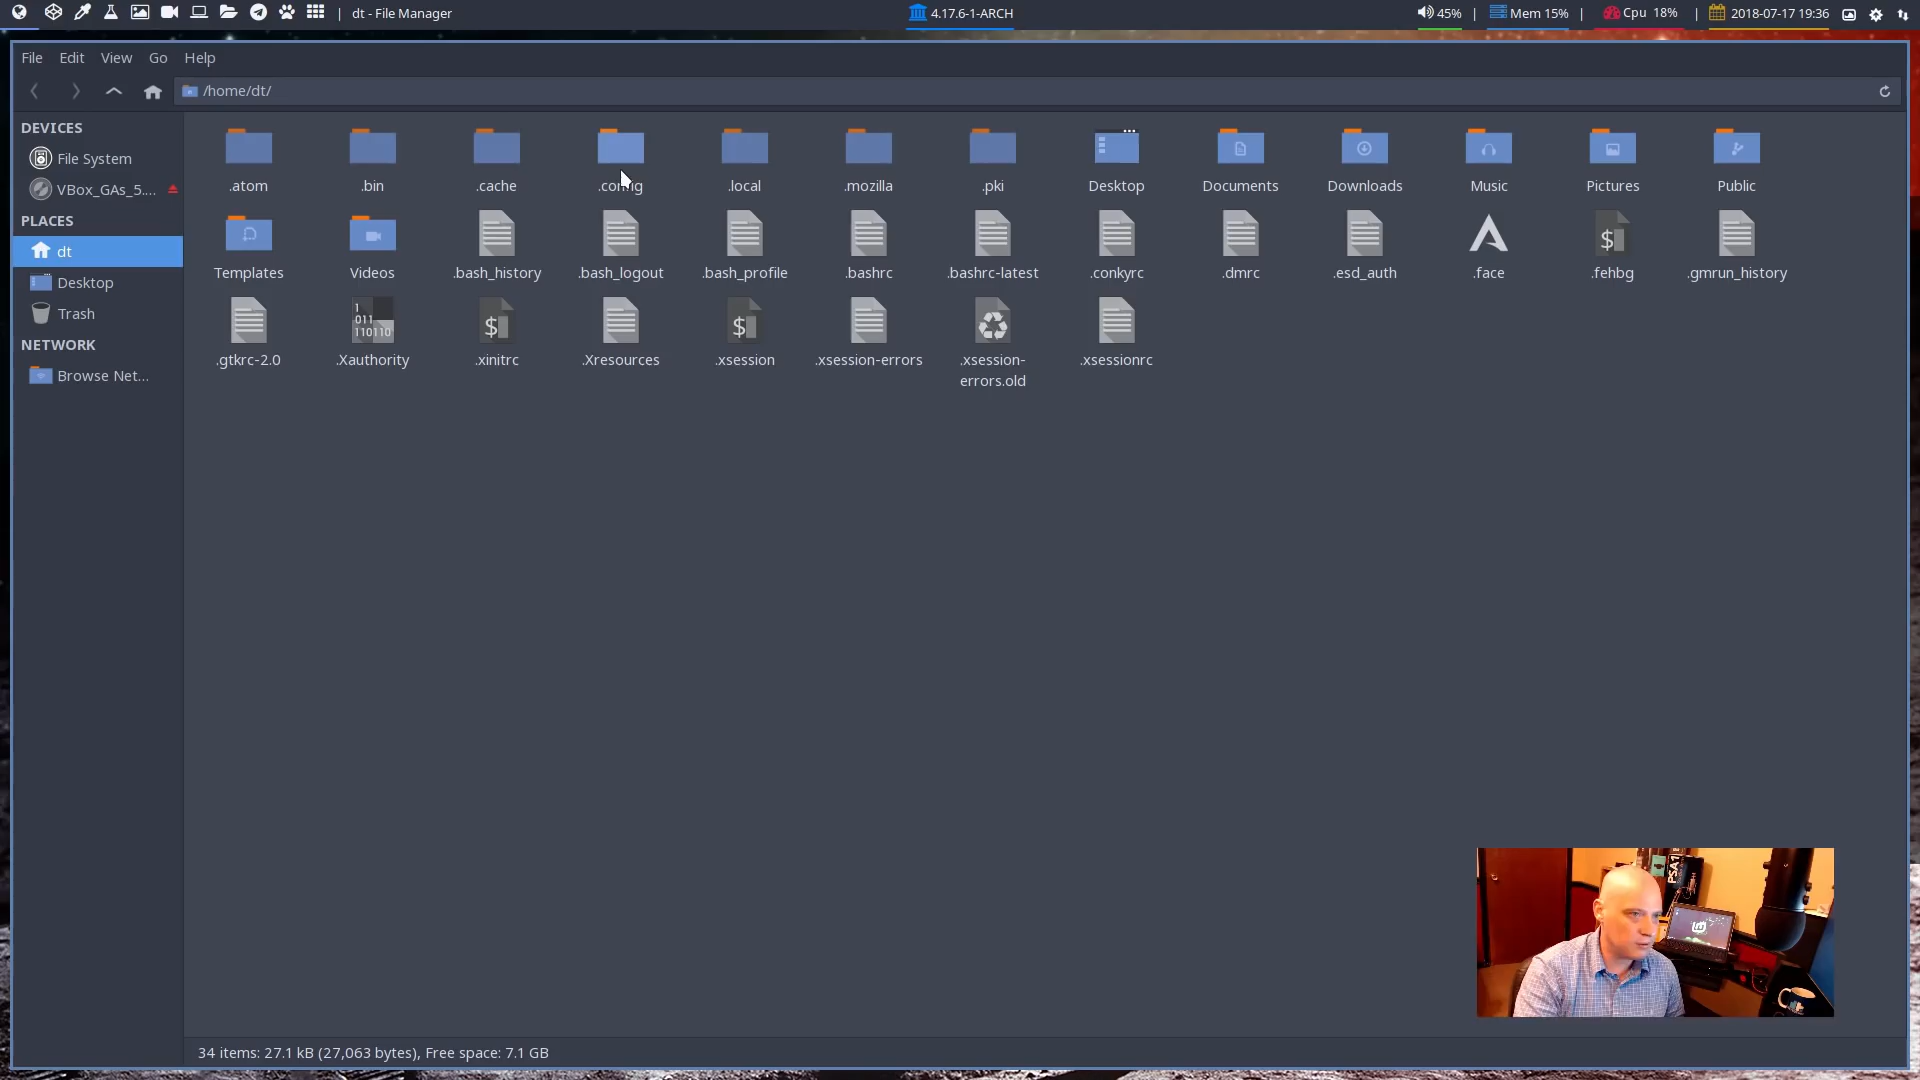 | dt - File Manager
4.17.6-1-ARCH
45% | Mem 15% | Cpu 18% | 2018-07-17 19:36
File Edit View Go Help
/home/dt/
DEVICES
File System
VBox_GAs_5....
PLACES
dt
Desktop
Trash
NETWORK
Browse Net...
.atom .bin .cache .config .local .mozilla .pki Desktop Documents Downloads Music Pictures Public
Templates Videos .bash_history .bash_logout .bash_profile .bashrc .bashrc-latest .conkyrc .dmrc .esd_auth .face .fehbg .gmrun_history
.gtkrc-2.0 .Xauthority .xinitrc .Xresources .xsession .xsession-errors .xsession-errors.old .xsessionrc
PSA1
34 items: 27.1 kB (27,063 bytes), Free space: 7.1 GB